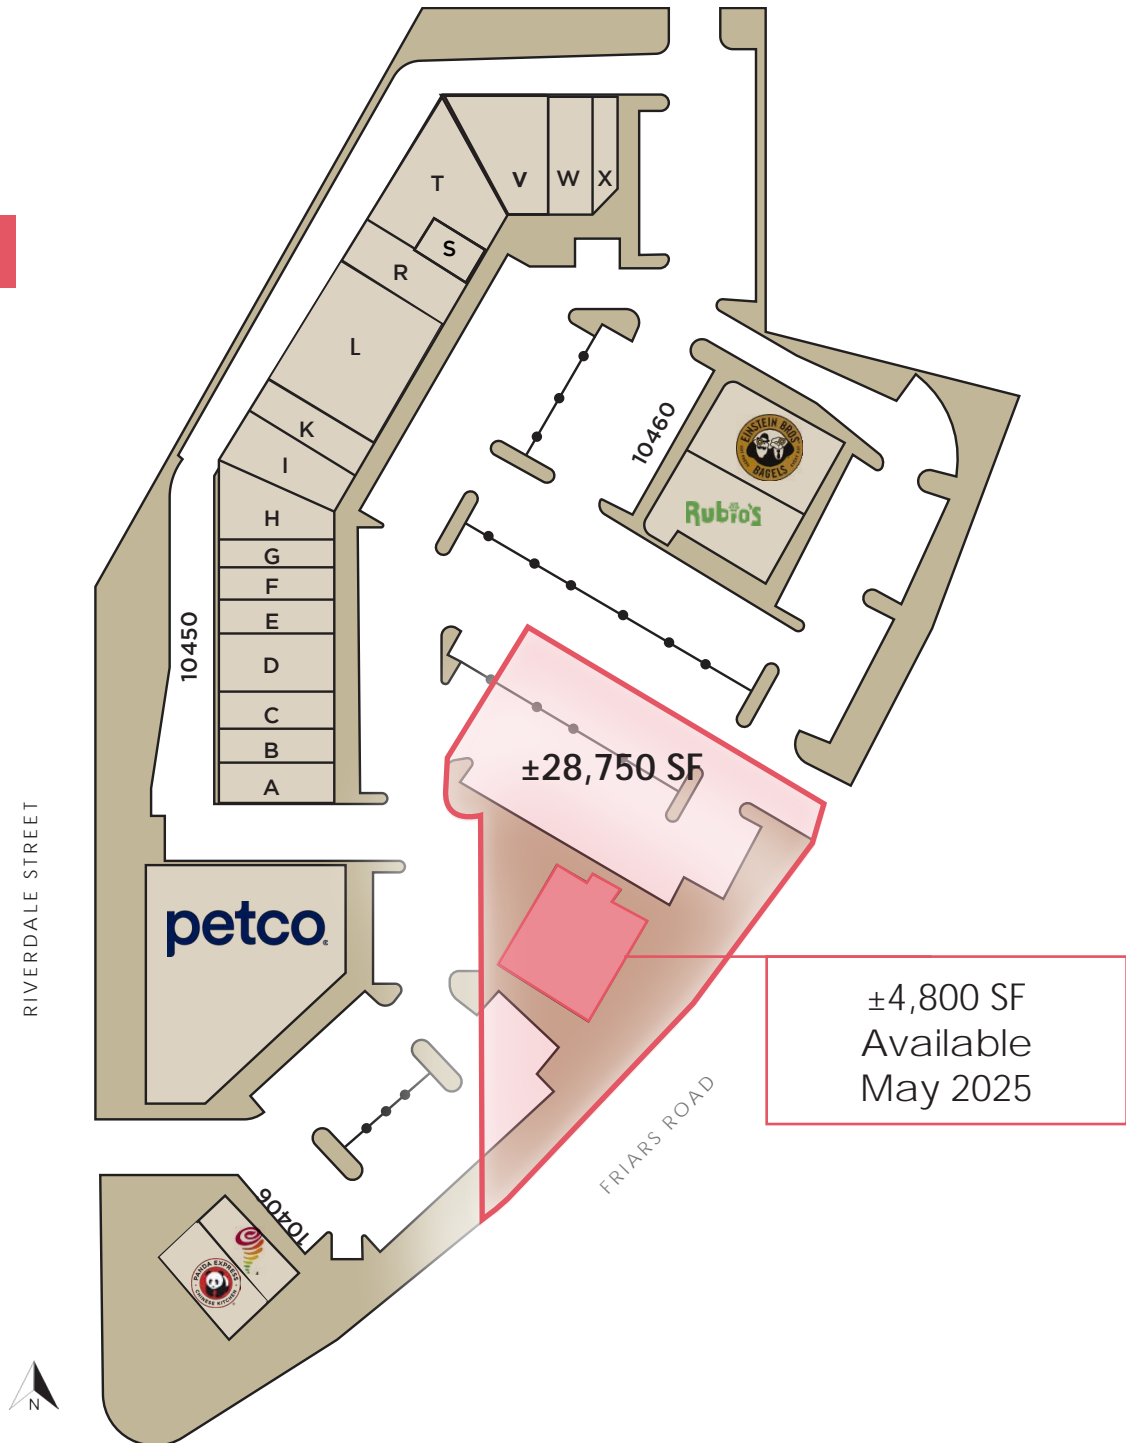 T
V
W
X
S
R
L
K
I
H
G
F
E
D
C
B
A
10450
10460
EINSTEIN BROS
BAGELS
Rubio's
±28,750 SF
RIVERDALE STREET
petco
±4,800 SF
Available
May 2025
FRIARS ROAD
10406
PANDA EXPRESS
CHINESE KITCHEN
N